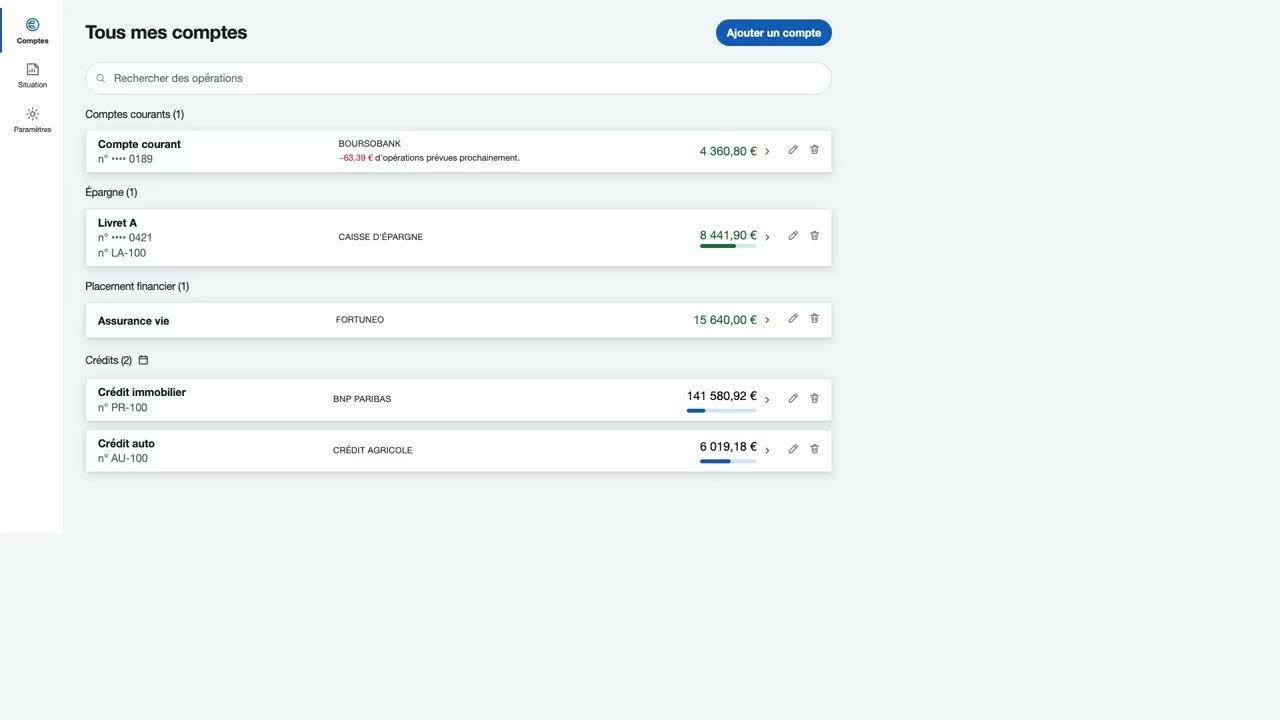 Tous mes comptes
Ajouter un compte
Comptes
Situation
Paramètres
Rechercher des opérations
Comptes courants (1)
Compte courant
n° •••• 0189
BOURSOBANK
−63,39 € d'opérations prévues prochainement.
4 360,80 €
Épargne (1)
Livret A
n° •••• 0421
n° LA-100
CAISSE D'ÉPARGNE
8 441,90 €
Placement financier (1)
Assurance vie
FORTUNEO
15 640,00 €
Crédits (2)
Crédit immobilier
n° PR-100
BNP PARIBAS
141 580,92 €
Crédit auto
n° AU-100
CRÉDIT AGRICOLE
6 019,18 €